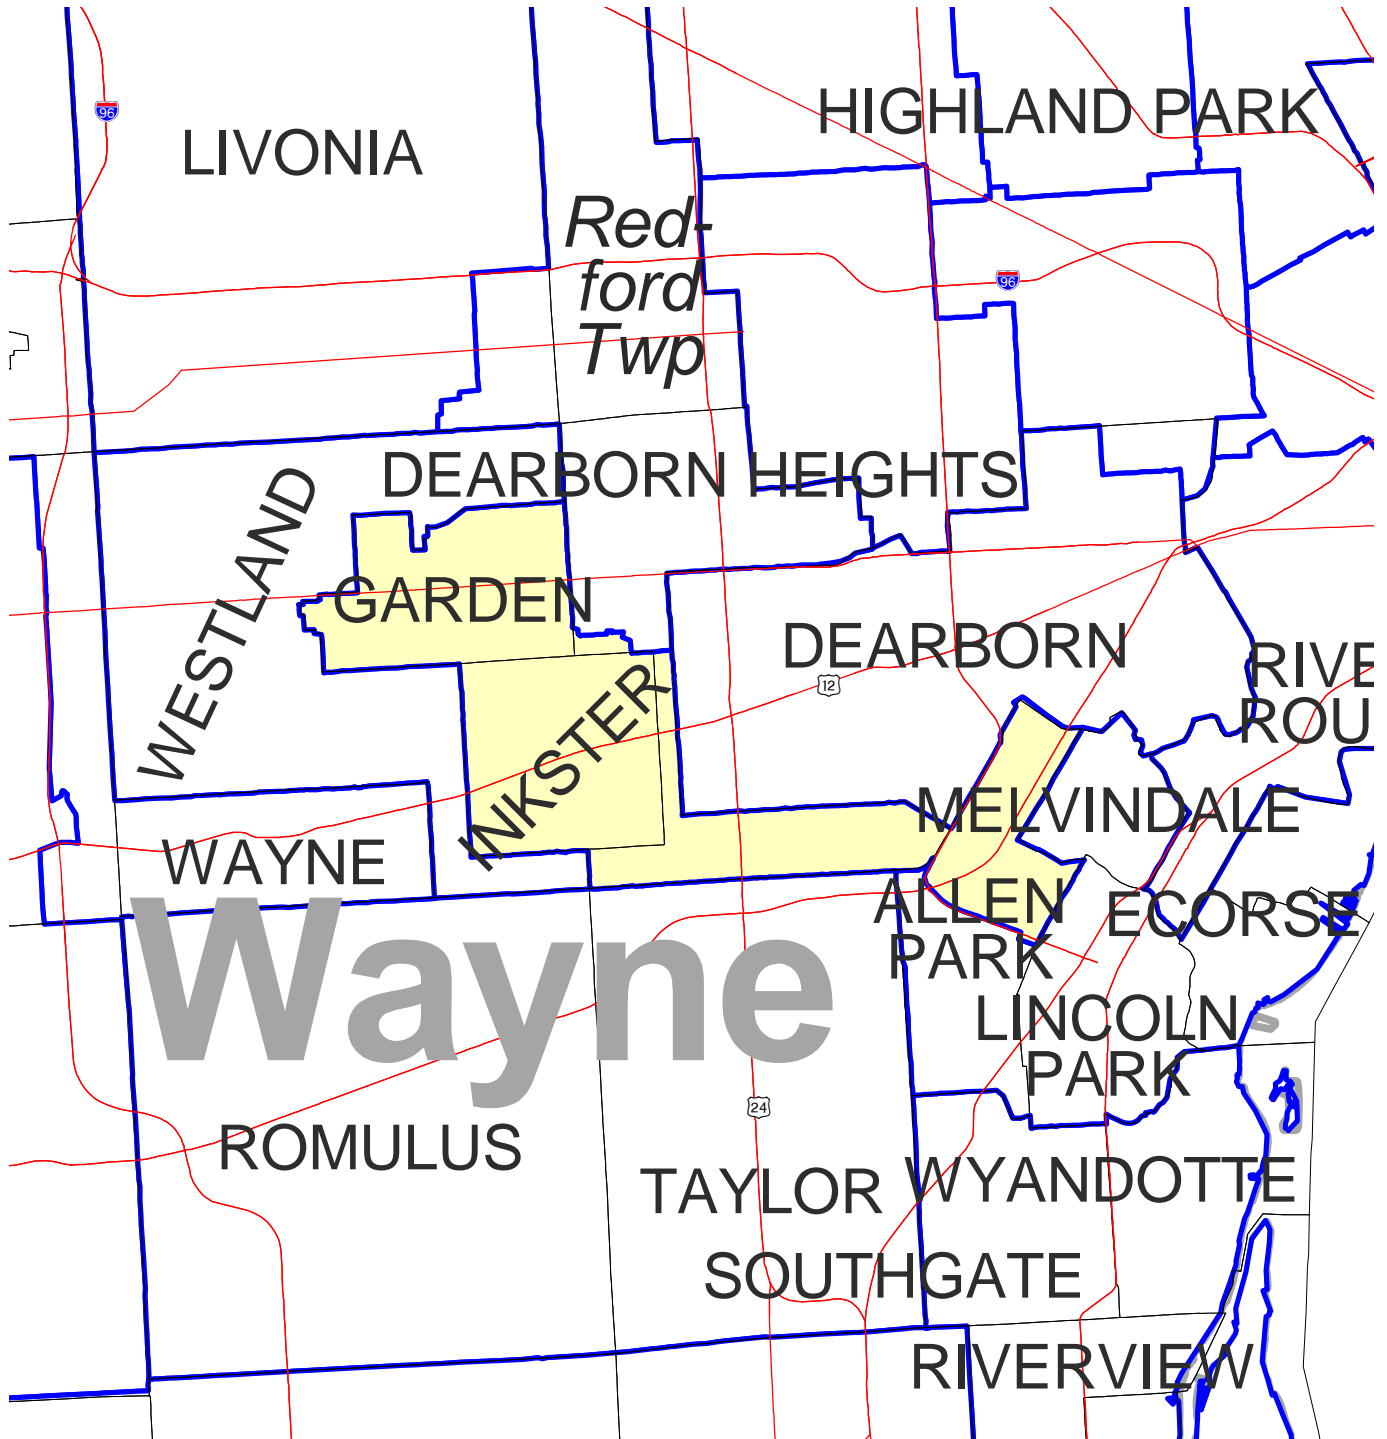 96
HIGHLAND PARK
LIVONIA
Red-
ford
Twp
96
DEARBORN HEIGHTS
WESTLAND
GARDEN
DEARBORN
RIVE
ROU
12
INKSTER
MELVINDALE
WAYNE
ALLEN
PARK
ECORSE
Wayne
LINCOLN
PARK
24
ROMULUS
TAYLOR
WYANDOTTE
SOUTHGATE
RIVERVIEW